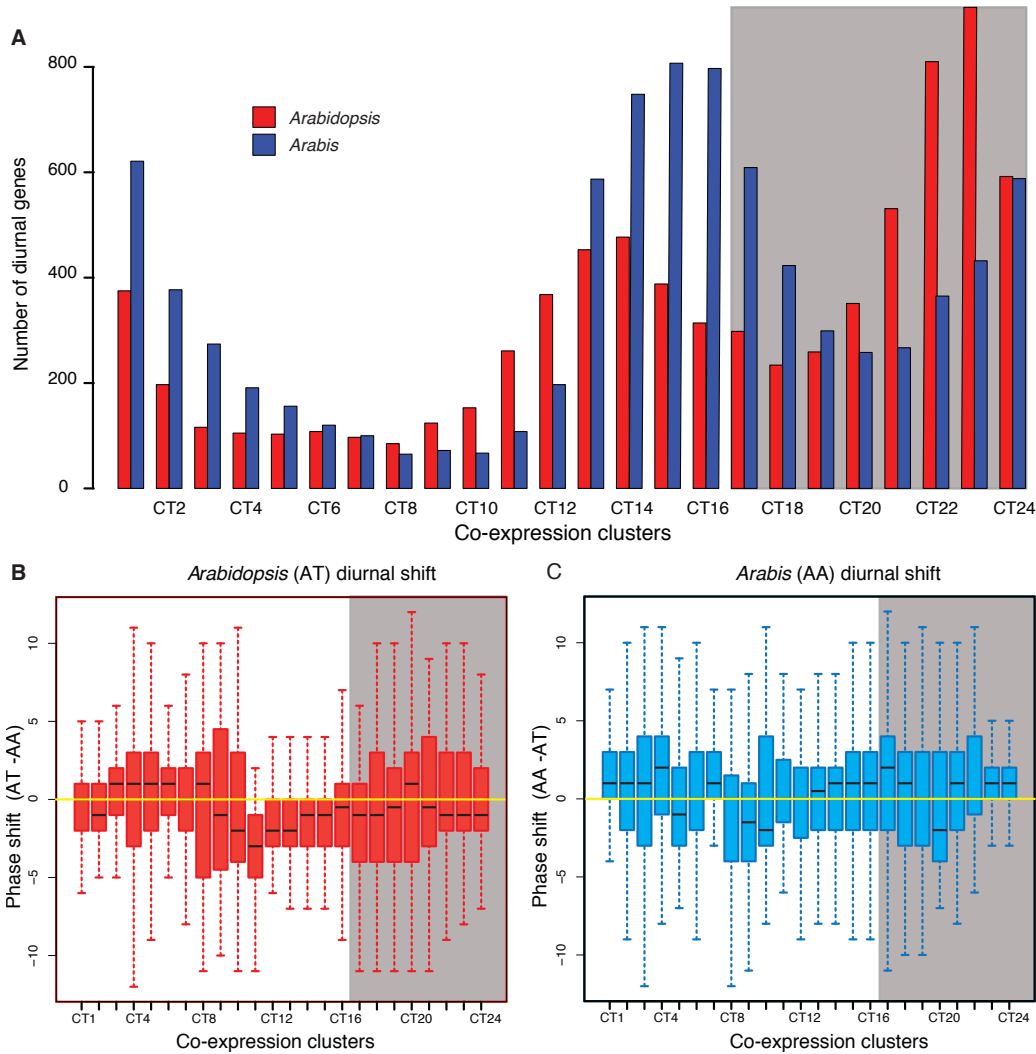 A
800
600
400
200
0
Number of diurnal genes
Arabidopsis
Arabis
CT2 CT4 CT6 CT8 CT10 CT12 CT14 CT16 CT18 CT20 CT22 CT24
Co-expression clusters
B
Arabidopsis (AT) diurnal shift
10
5
0
−5
−10
Phase shift (AT -AA)
CT1 CT4 CT8 CT12 CT16 CT20 CT24
Co-expression clusters
C
Arabis (AA) diurnal shift
10
5
0
−5
−10
Phase shift (AA -AT)
CT1 CT4 CT8 CT12 CT16 CT20 CT24
Co-expression clusters